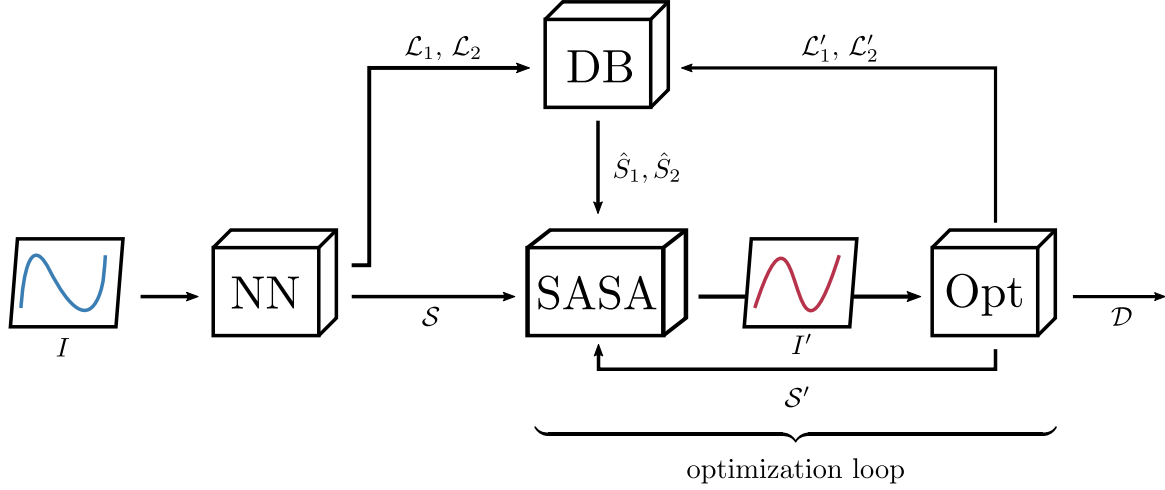 ℒ₁, ℒ₂
DB
ℒ′₁, ℒ′₂
Ŝ₁, Ŝ₂
NN
SASA
Opt
𝒮
𝒟
I
I′
𝒮′
optimization loop